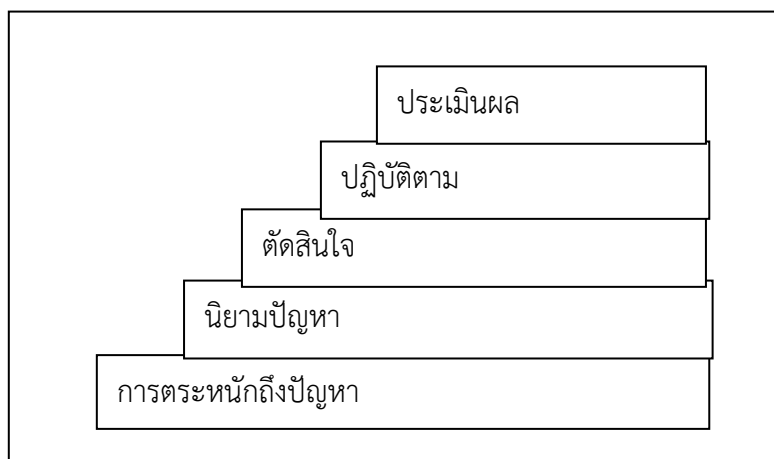 ประเมินผล
ปฏิบัติตาม
ตัดสินใจ
นิยามปัญหา
การตระหนักถึงปัญหา